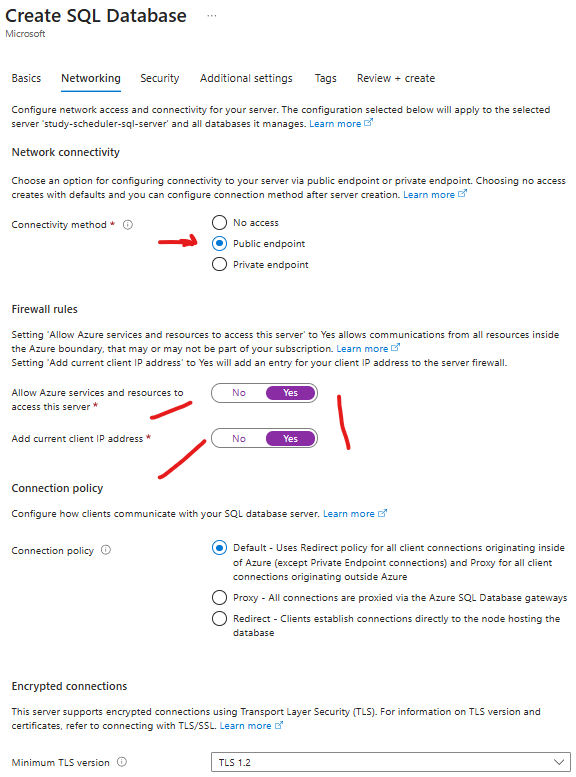 Create SQL Database ...
Microsoft
Basics Networking Security Additional settings Tags Review + create
Configure network access and connectivity for your server. The configuration selected below will apply to the selected
server 'study-scheduler-sql-server' and all databases it manages. Learn more
Network connectivity
Choose an option for configuring connectivity to your server via public endpoint or private endpoint. Choosing no access
creates with defaults and you can configure connection method after server creation. Learn more
Connectivity method *
No access
Public endpoint
Private endpoint
Firewall rules
Setting 'Allow Azure services and resources to access this server' to Yes allows communications from all resources inside
the Azure boundary, that may or may not be part of your subscription. Learn more
Setting 'Add current client IP address' to Yes will add an entry for your client IP address to the server firewall.
Allow Azure services and resources to
access this server *
No Yes
Add current client IP address *
No Yes
Connection policy
Configure how clients communicate with your SQL database server. Learn more
Connection policy
Default - Uses Redirect policy for all client connections originating inside
of Azure (except Private Endpoint connections) and Proxy for all client
connections originating outside Azure
Proxy - All connections are proxied via the Azure SQL Database gateways
Redirect - Clients establish connections directly to the node hosting the
database
Encrypted connections
This server supports encrypted connections using Transport Layer Security (TLS). For information on TLS version and
certificates, refer to connecting with TLS/SSL. Learn more
Minimum TLS version
TLS 1.2